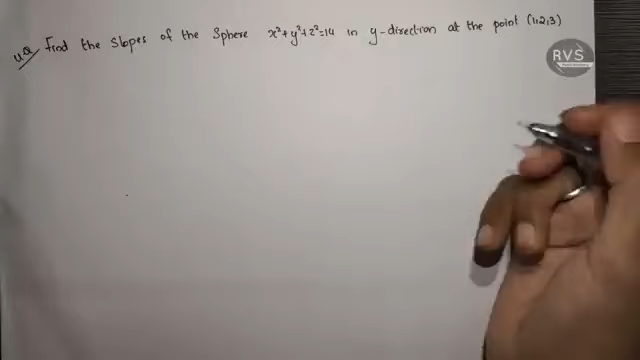 UQ Find the Slopes of the Sphere x²+y²+z²=14 in y-direction at the point (1,2,3)
RVS